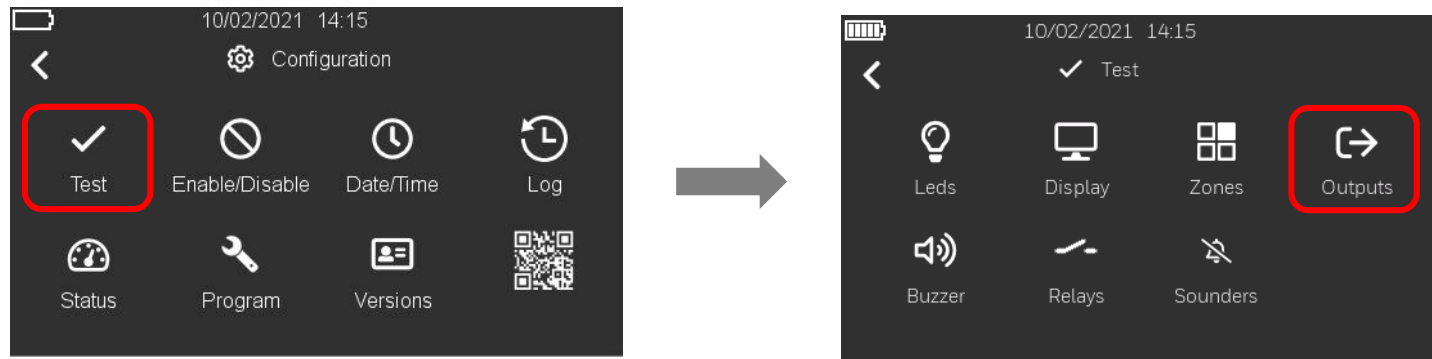 10/02/2021 14:15
Configuration
Test Enable/Disable Date/Time Log
Status Program Versions
10/02/2021 14:15
Test
Leds Display Zones Outputs
Buzzer Relays Sounders